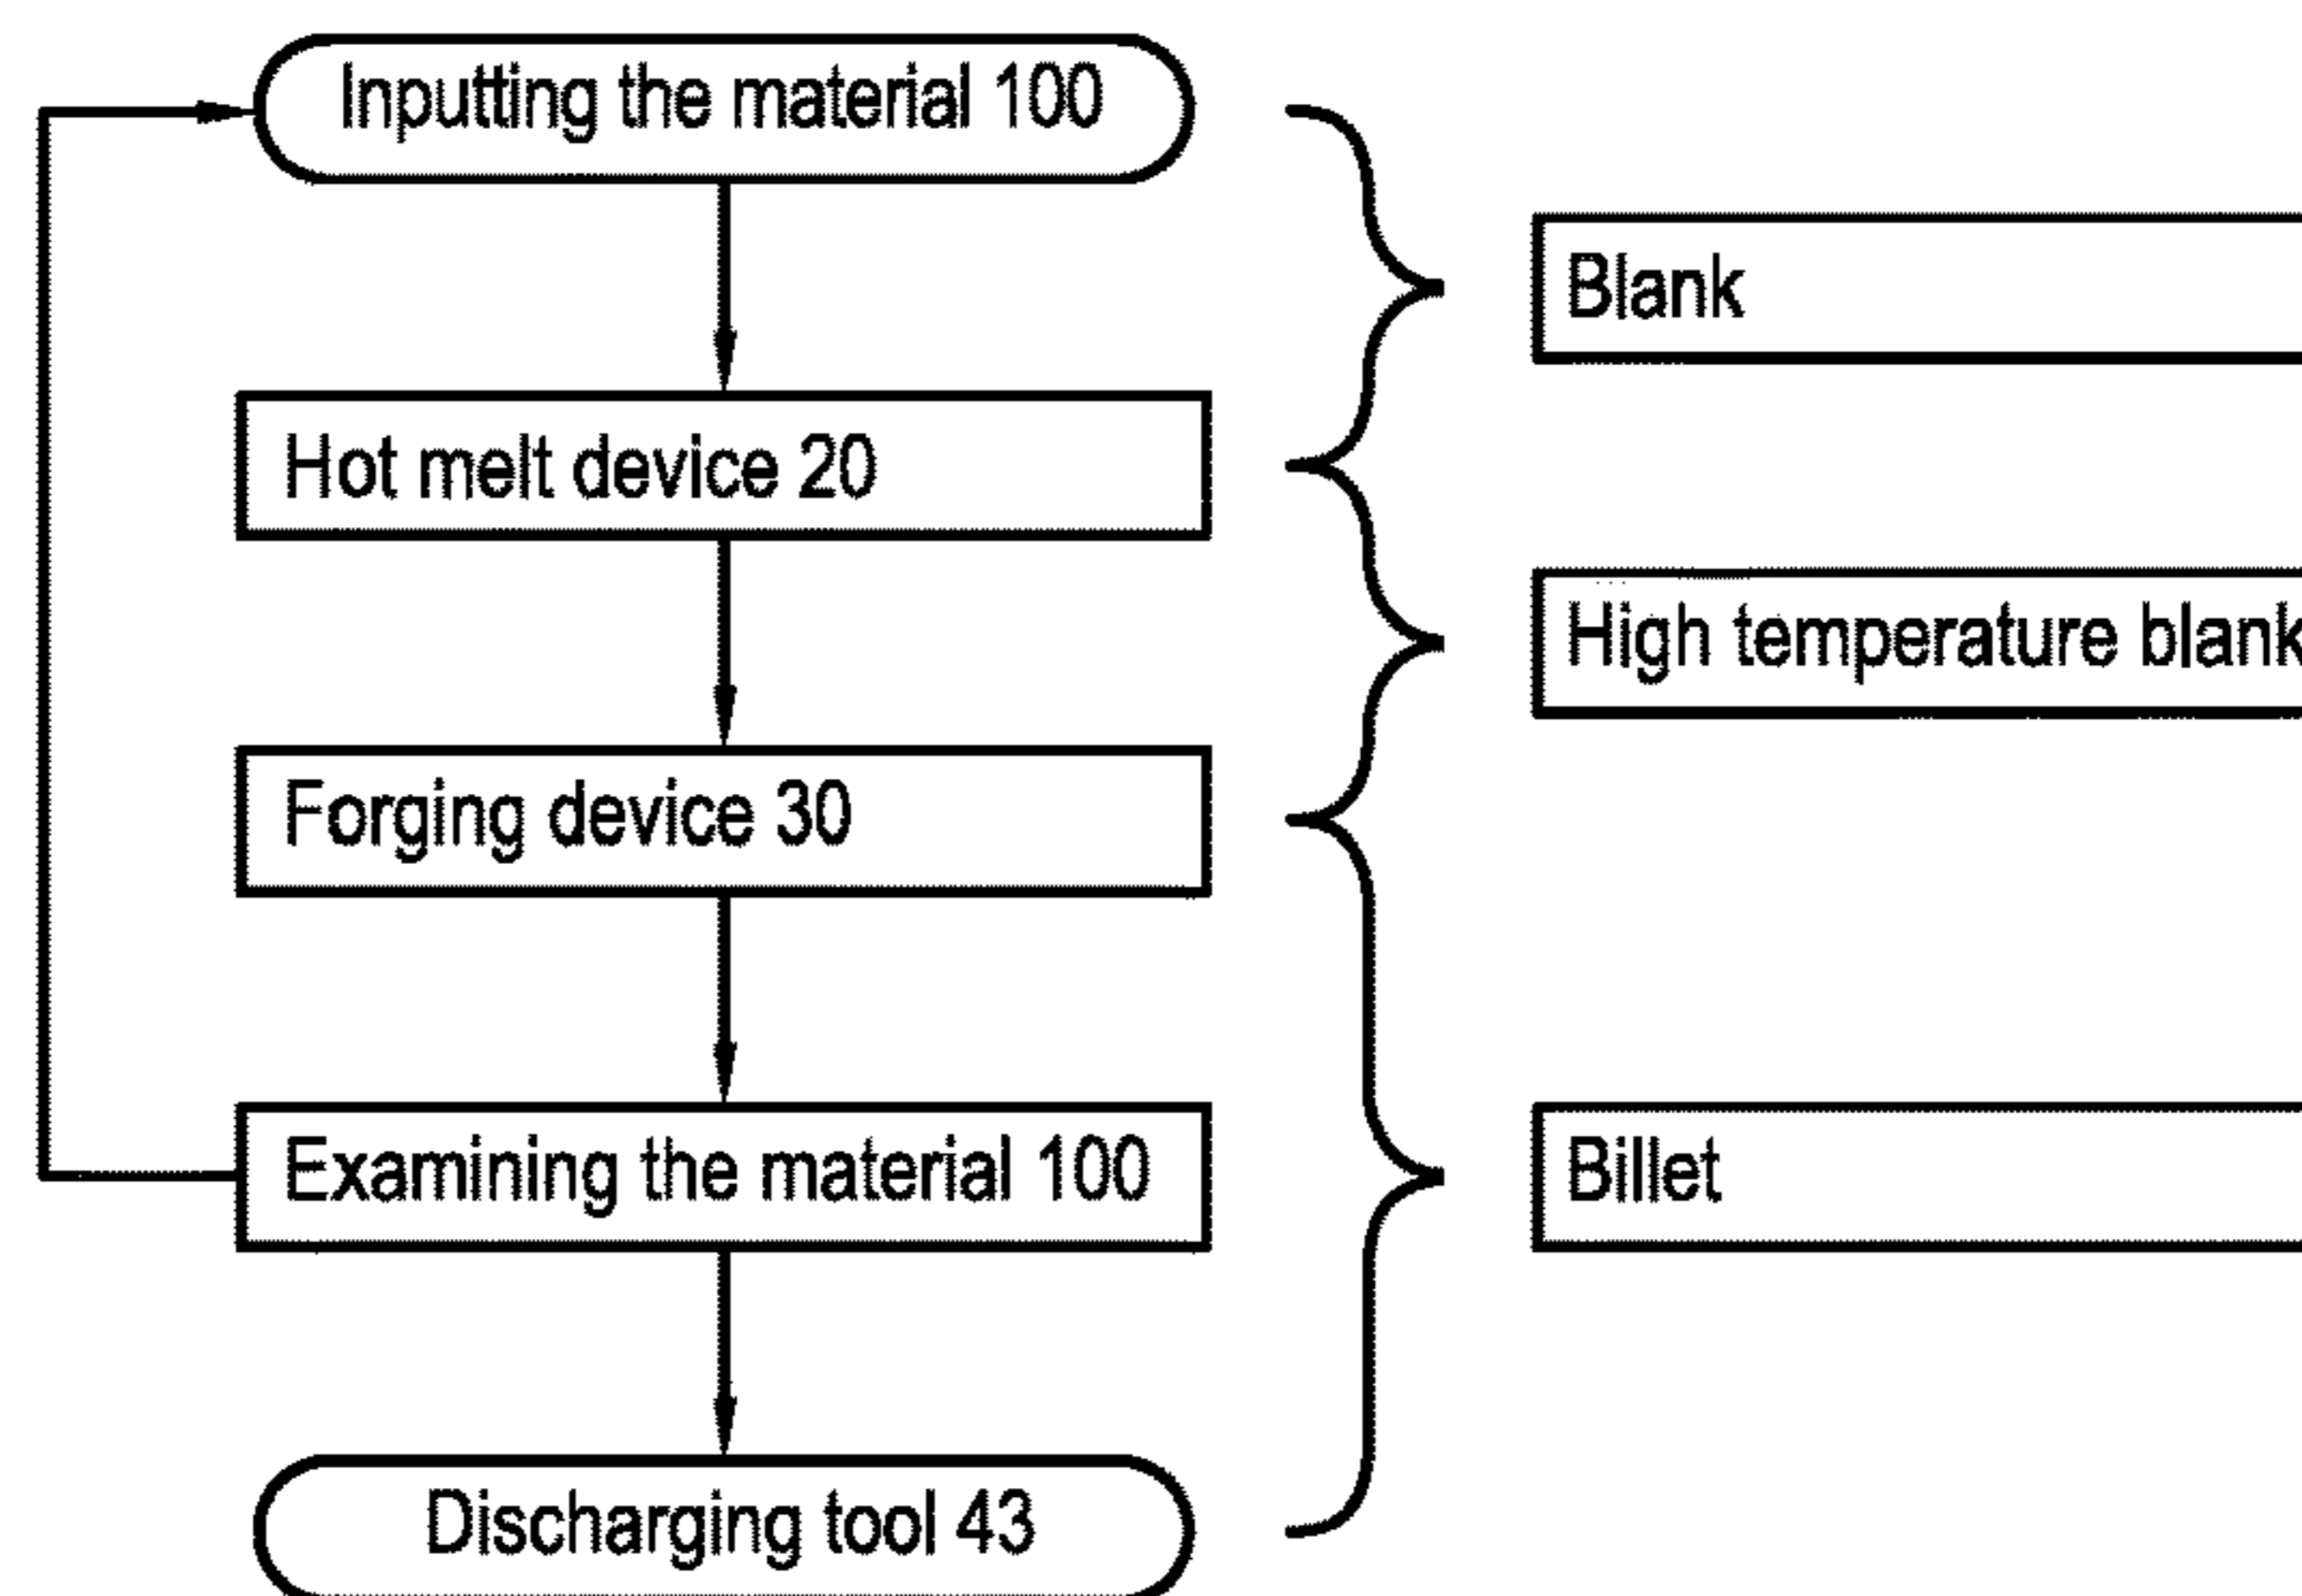 Inputting the material 100
Blank
Hot melt device 20
High temperature blank
Forging device 30
Examining the material 100
Billet
Discharging tool 43